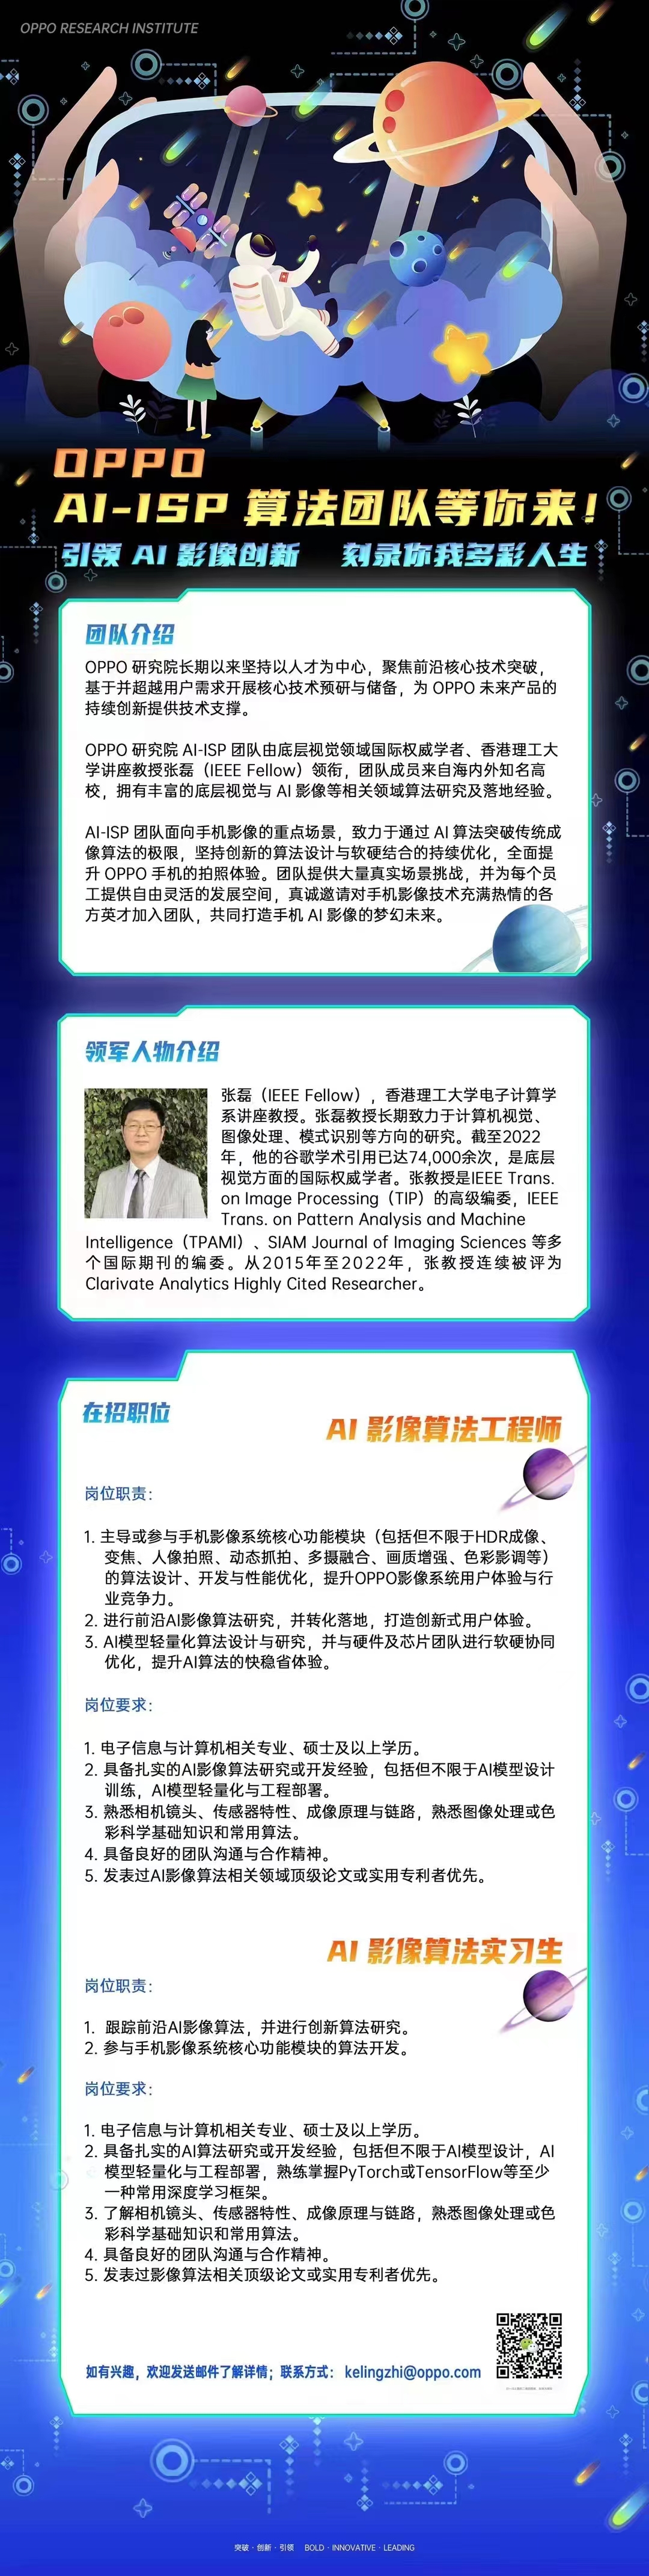 OPPO RESEARCH INSTITUTE
OPPO
AI-ISP 算法团队等你来!
引领 AI 影像创新 刻录你我多彩人生
团队介绍
OPPO 研究院长期以来坚持以人才为中心，聚焦前沿核心技术突破，
基于并超越用户需求开展核心技术预研与储备，为 OPPO 未来产品的
持续创新提供技术支撑。
OPPO 研究院 AI-ISP 团队由底层视觉领域国际权威学者、香港理工大
学讲座教授张磊（IEEE Fellow）领衔，团队成员来自海内外知名高
校，拥有丰富的底层视觉与 AI 影像等相关领域算法研究及落地经验。
AI-ISP 团队面向手机影像的重点场景，致力于通过 AI 算法突破传统成
像算法的极限，坚持创新的算法设计与软硬结合的持续优化，全面提
升 OPPO 手机的拍照体验。团队提供大量真实场景挑战，并为每个员
工提供自由灵活的发展空间，真诚邀请对手机影像技术充满热情的各
方英才加入团队，共同打造手机 AI 影像的梦幻未来。
领军人物介绍
张磊（IEEE Fellow），香港理工大学电子计算学
系讲座教授。张磊教授长期致力于计算机视觉、
图像处理、模式识别等方向的研究。截至2022
年，他的谷歌学术引用已达74,000余次，是底层
视觉方面的国际权威学者。张教授是IEEE Trans.
on Image Processing（TIP）的高级编委，IEEE
Trans. on Pattern Analysis and Machine
Intelligence（TPAMI）、SIAM Journal of Imaging Sciences 等多
个国际期刊的编委。从2015年至2022年，张教授连续被评为
Clarivate Analytics Highly Cited Researcher。
在招职位
AI 影像算法工程师
岗位职责：
1. 主导或参与手机影像系统核心功能模块（包括但不限于HDR成像、
变焦、人像拍照、动态抓拍、多摄融合、画质增强、色彩影调等）
的算法设计、开发与性能优化，提升OPPO影像系统用户体验与行
业竞争力。
2. 进行前沿AI影像算法研究，并转化落地，打造创新式用户体验。
3. AI模型轻量化算法设计与研究，并与硬件及芯片团队进行软硬协同
优化，提升AI算法的快稳省体验。
岗位要求：
1. 电子信息与计算机相关专业、硕士及以上学历。
2. 具备扎实的AI影像算法研究或开发经验，包括但不限于AI模型设计
训练，AI模型轻量化与工程部署。
3. 熟悉相机镜头、传感器特性、成像原理与链路，熟悉图像处理或色
彩科学基础知识和常用算法。
4. 具备良好的团队沟通与合作精神。
5. 发表过AI影像算法相关领域顶级论文或实用专利者优先。
AI 影像算法实习生
岗位职责：
1. 跟踪前沿AI影像算法，并进行创新算法研究。
2. 参与手机影像系统核心功能模块的算法开发。
岗位要求：
1. 电子信息与计算机相关专业、硕士及以上学历。
2. 具备扎实的AI算法研究或开发经验，包括但不限于AI模型设计，AI
模型轻量化与工程部署，熟练掌握PyTorch或TensorFlow等至少
一种常用深度学习框架。
3. 了解相机镜头、传感器特性、成像原理与链路，熟悉图像处理或色
彩科学基础知识和常用算法。
4. 具备良好的团队沟通与合作精神。
5. 发表过影像算法相关顶级论文或实用专利者优先。
如有兴趣，欢迎发送邮件了解详情；联系方式： kelingzhi@oppo.com
突破 · 创新 · 引领 BOLD · INNOVATIVE · LEADING